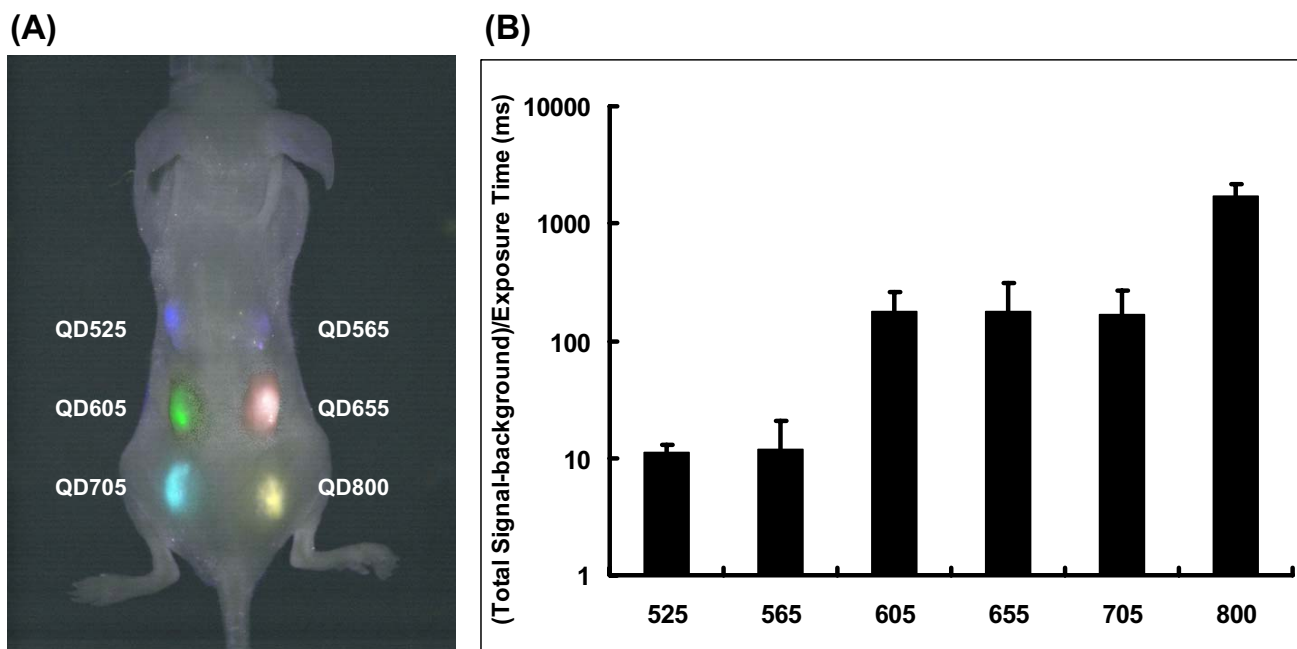 (A)
(B)
QD525
QD565
QD605
QD655
QD705
QD800
(Total Signal-background)/Exposure Time (ms)
10000
1000
100
10
1
525 565 605 655 705 800